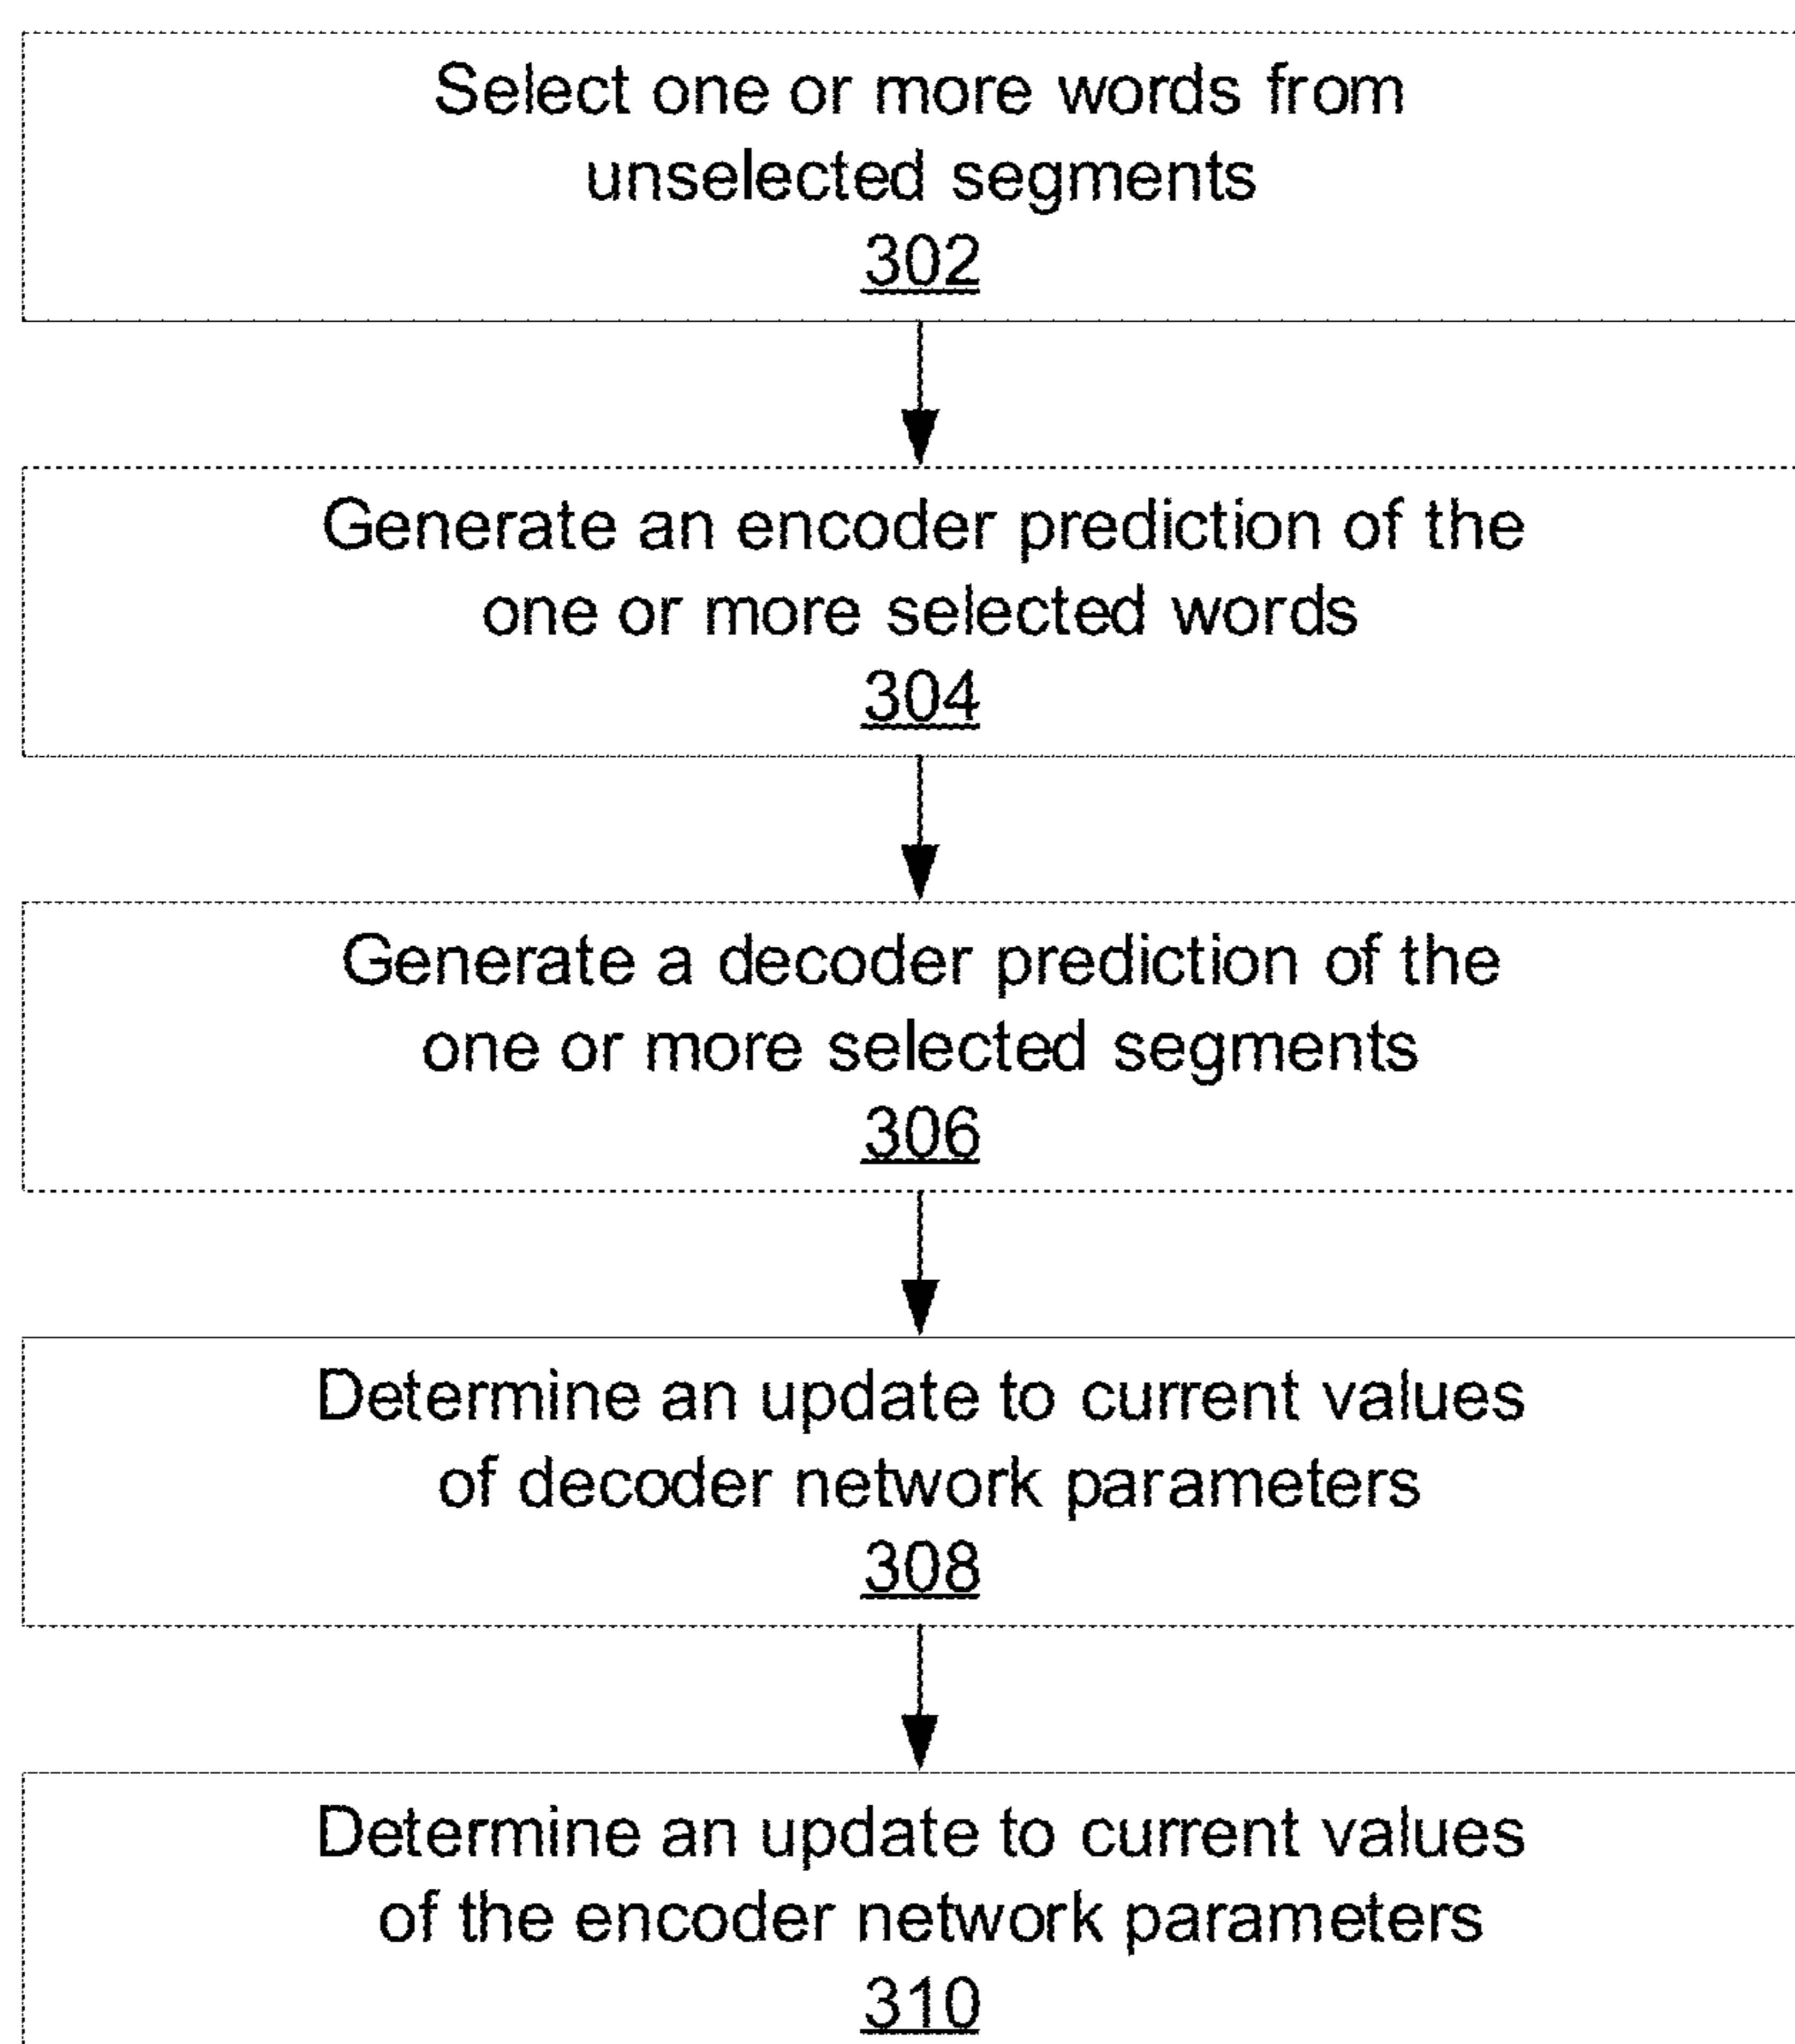 Select one or more words from
unselected segments
302
Generate an encoder prediction of the
one or more selected words
304
Generate a decoder prediction of the
one or more selected segments
306
Determine an update to current values
of decoder network parameters
308
Determine an update to current values
of the encoder network parameters
310